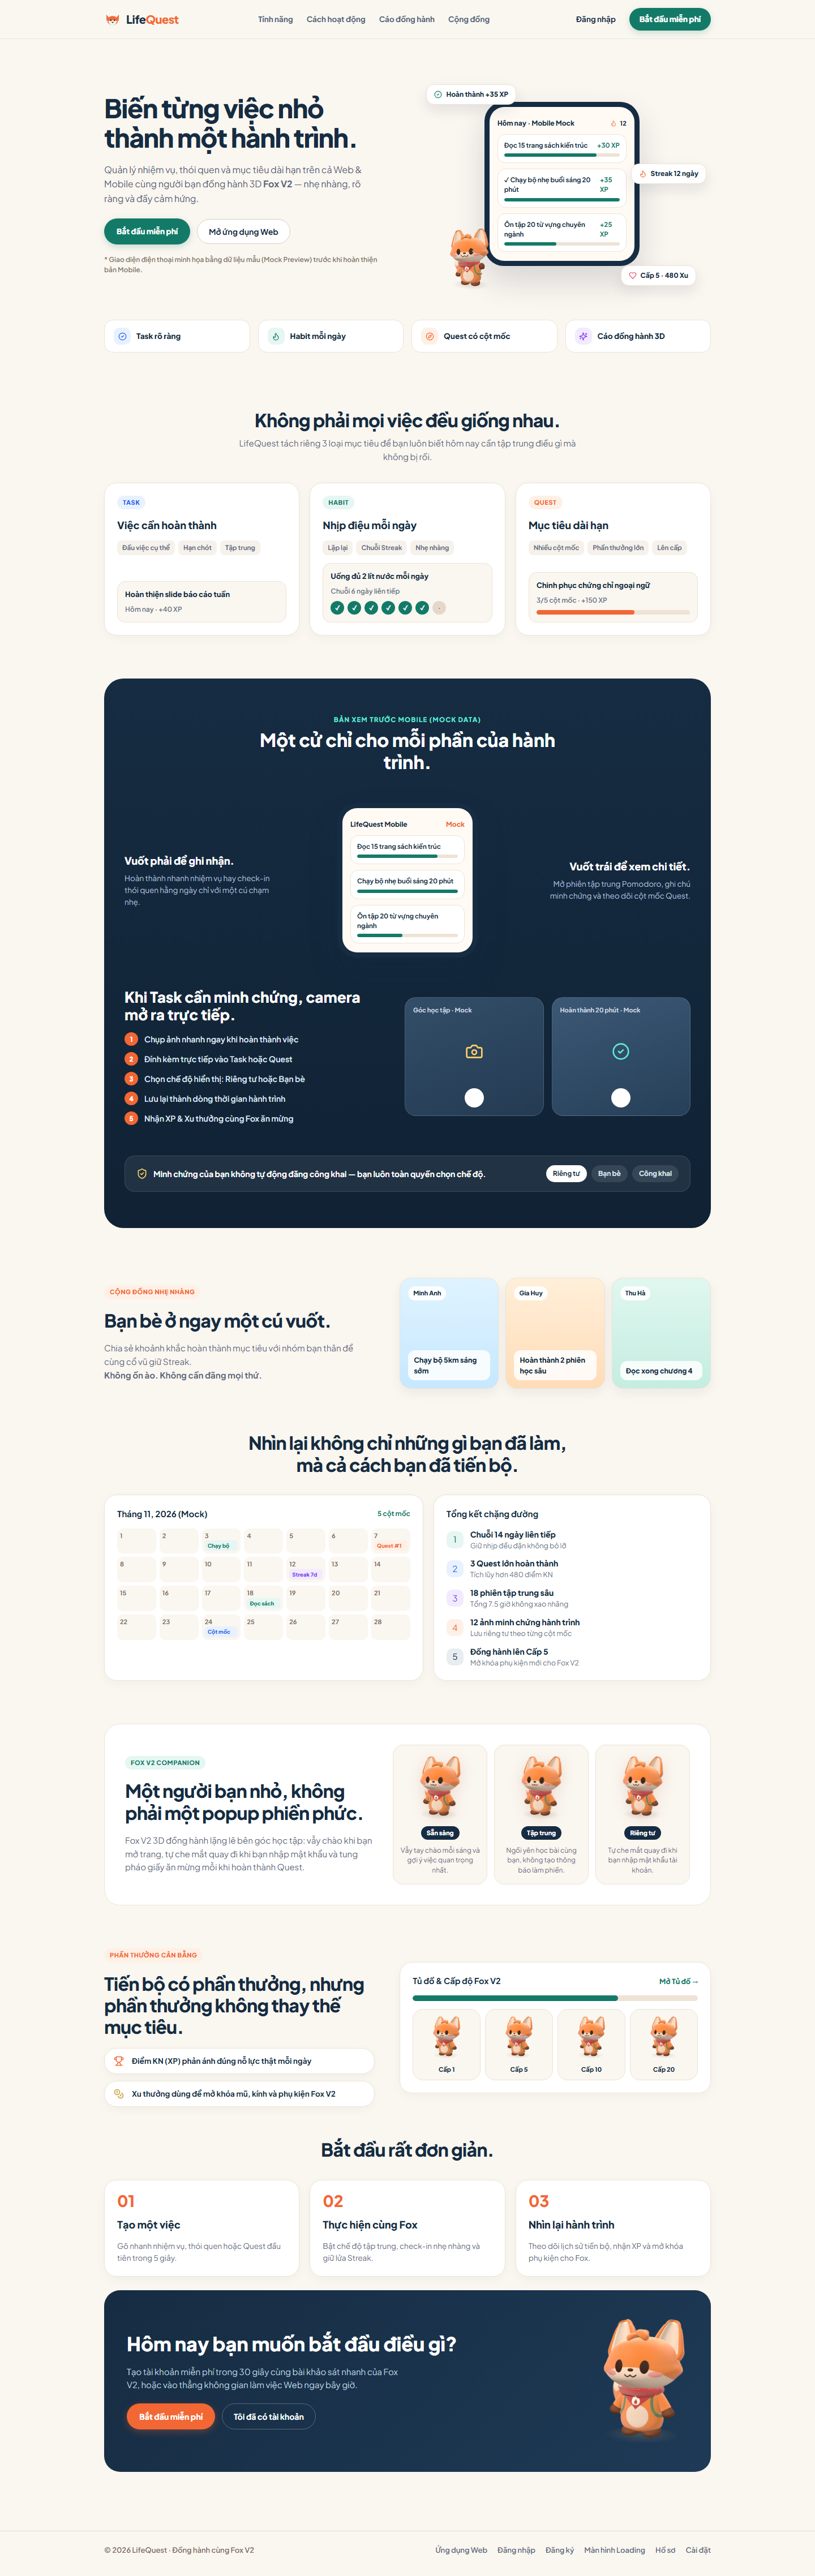 LifeQuest
Tính năng
Cách hoạt động
Cáo đồng hành
Cộng đồng
Đăng nhập
Bắt đầu miễn phí
Biến từng việc nhỏ
thành một hành trình.
Quản lý nhiệm vụ, thói quen và mục tiêu dài hạn trên cả Web &
Mobile cùng người bạn đồng hành 3D Fox V2 — nhẹ nhàng, rõ
ràng và đầy cảm hứng.
Bắt đầu miễn phí
Mở ứng dụng Web
* Giao diện điện thoại minh họa bằng dữ liệu mẫu (Mock Preview) trước khi hoàn thiện
bản Mobile.
Hoàn thành +35 XP
Hôm nay · Mobile Mock
12
Đọc 15 trang sách kiến trúc
+30 XP
✓ Chạy bộ nhẹ buổi sáng 20
phút
+35
XP
Ôn tập 20 từ vựng chuyên
ngành
+25
XP
Streak 12 ngày
Cấp 5 · 480 Xu
Task rõ ràng
Habit mỗi ngày
Quest có cột mốc
Cáo đồng hành 3D
Không phải mọi việc đều giống nhau.
LifeQuest tách riêng 3 loại mục tiêu để bạn luôn biết hôm nay cần tập trung điều gì mà
không bị rối.
TASK
Việc cần hoàn thành
Đầu việc cụ thể
Hạn chót
Tập trung
Hoàn thiện slide báo cáo tuần
Hôm nay · +40 XP
HABIT
Nhịp điệu mỗi ngày
Lặp lại
Chuỗi Streak
Nhẹ nhàng
Uống đủ 2 lít nước mỗi ngày
Chuỗi 6 ngày liên tiếp
✓ ✓ ✓ ✓ ✓ ✓ ·
QUEST
Mục tiêu dài hạn
Nhiều cột mốc
Phần thưởng lớn
Lên cấp
Chinh phục chứng chỉ ngoại ngữ
3/5 cột mốc · +150 XP
BẢN XEM TRƯỚC MOBILE (MOCK DATA)
Một cử chỉ cho mỗi phần của hành
trình.
Vuốt phải để ghi nhận.
Hoàn thành nhanh nhiệm vụ hay check-in
thói quen hằng ngày chỉ với một cú chạm
nhẹ.
LifeQuest Mobile
Mock
Đọc 15 trang sách kiến trúc
Chạy bộ nhẹ buổi sáng 20 phút
Ôn tập 20 từ vựng chuyên
ngành
Vuốt trái để xem chi tiết.
Mở phiên tập trung Pomodoro, ghi chú
minh chứng và theo dõi cột mốc Quest.
Khi Task cần minh chứng, camera
mở ra trực tiếp.
1 Chụp ảnh nhanh ngay khi hoàn thành việc
2 Đính kèm trực tiếp vào Task hoặc Quest
3 Chọn chế độ hiển thị: Riêng tư hoặc Bạn bè
4 Lưu lại thành dòng thời gian hành trình
5 Nhận XP & Xu thưởng cùng Fox ăn mừng
Góc học tập · Mock
Hoàn thành 20 phút · Mock
Minh chứng của bạn không tự động đăng công khai — bạn luôn toàn quyền chọn chế độ.
Riêng tư
Bạn bè
Công khai
CỘNG ĐỒNG NHẸ NHÀNG
Bạn bè ở ngay một cú vuốt.
Chia sẻ khoảnh khắc hoàn thành mục tiêu với nhóm bạn thân để
cùng cổ vũ giữ Streak.
Không ồn ào. Không cần đăng mọi thứ.
Minh Anh
Chạy bộ 5km sáng
sớm
Gia Huy
Hoàn thành 2 phiên
học sâu
Thu Hà
Đọc xong chương 4
Nhìn lại không chỉ những gì bạn đã làm,
mà cả cách bạn đã tiến bộ.
Tháng 11, 2026 (Mock)
5 cột mốc
1 2 3 4 5 6 7
Chạy bộ
Quest #1
8 9 10 11 12 13 14
Streak 7d
15 16 17 18 19 20 21
Đọc sách
22 23 24 25 26 27 28
Cột mốc
Tổng kết chặng đường
1 Chuỗi 14 ngày liên tiếp
Giữ nhịp đều đặn không bỏ lỡ
2 3 Quest lớn hoàn thành
Tích lũy hơn 480 điểm KN
3 18 phiên tập trung sâu
Tổng 7.5 giờ không xao nhãng
4 12 ảnh minh chứng hành trình
Lưu riêng tư theo từng cột mốc
5 Đồng hành lên Cấp 5
Mở khóa phụ kiện mới cho Fox V2
FOX V2 COMPANION
Một người bạn nhỏ, không
phải một popup phiền phức.
Fox V2 3D đồng hành lặng lẽ bên góc học tập: vẫy chào khi bạn
mở trang, tự che mắt quay đi khi bạn nhập mật khẩu và tung
pháo giấy ăn mừng mỗi khi hoàn thành Quest.
Sẵn sàng
Vẫy tay chào mỗi sáng và
gợi ý việc quan trọng
nhất.
Tập trung
Ngồi yên học bài cùng
bạn, không tạo thông
báo làm phiền.
Riêng tư
Tự che mắt quay đi khi
bạn nhập mật khẩu tài
khoản.
PHẦN THƯỞNG CÂN BẰNG
Tiến bộ có phần thưởng, nhưng
phần thưởng không thay thế
mục tiêu.
Điểm KN (XP) phản ánh đúng nỗ lực thật mỗi ngày
Xu thưởng dùng để mở khóa mũ, kính và phụ kiện Fox V2
Tủ đồ & Cấp độ Fox V2
Mở Tủ đồ →
Cấp 1
Cấp 5
Cấp 10
Cấp 20
Bắt đầu rất đơn giản.
01
Tạo một việc
Gõ nhanh nhiệm vụ, thói quen hoặc Quest đầu
tiên trong 5 giây.
02
Thực hiện cùng Fox
Bật chế độ tập trung, check-in nhẹ nhàng và
giữ lửa Streak.
03
Nhìn lại hành trình
Theo dõi lịch sử tiến bộ, nhận XP và mở khóa
phụ kiện cho Fox.
Hôm nay bạn muốn bắt đầu điều gì?
Tạo tài khoản miễn phí trong 30 giây cùng bài khảo sát nhanh của Fox
V2, hoặc vào thẳng không gian làm việc Web ngay bây giờ.
Bắt đầu miễn phí
Tôi đã có tài khoản
© 2026 LifeQuest · Đồng hành cùng Fox V2
Ứng dụng Web
Đăng nhập
Đăng ký
Màn hình Loading
Hồ sơ
Cài đặt